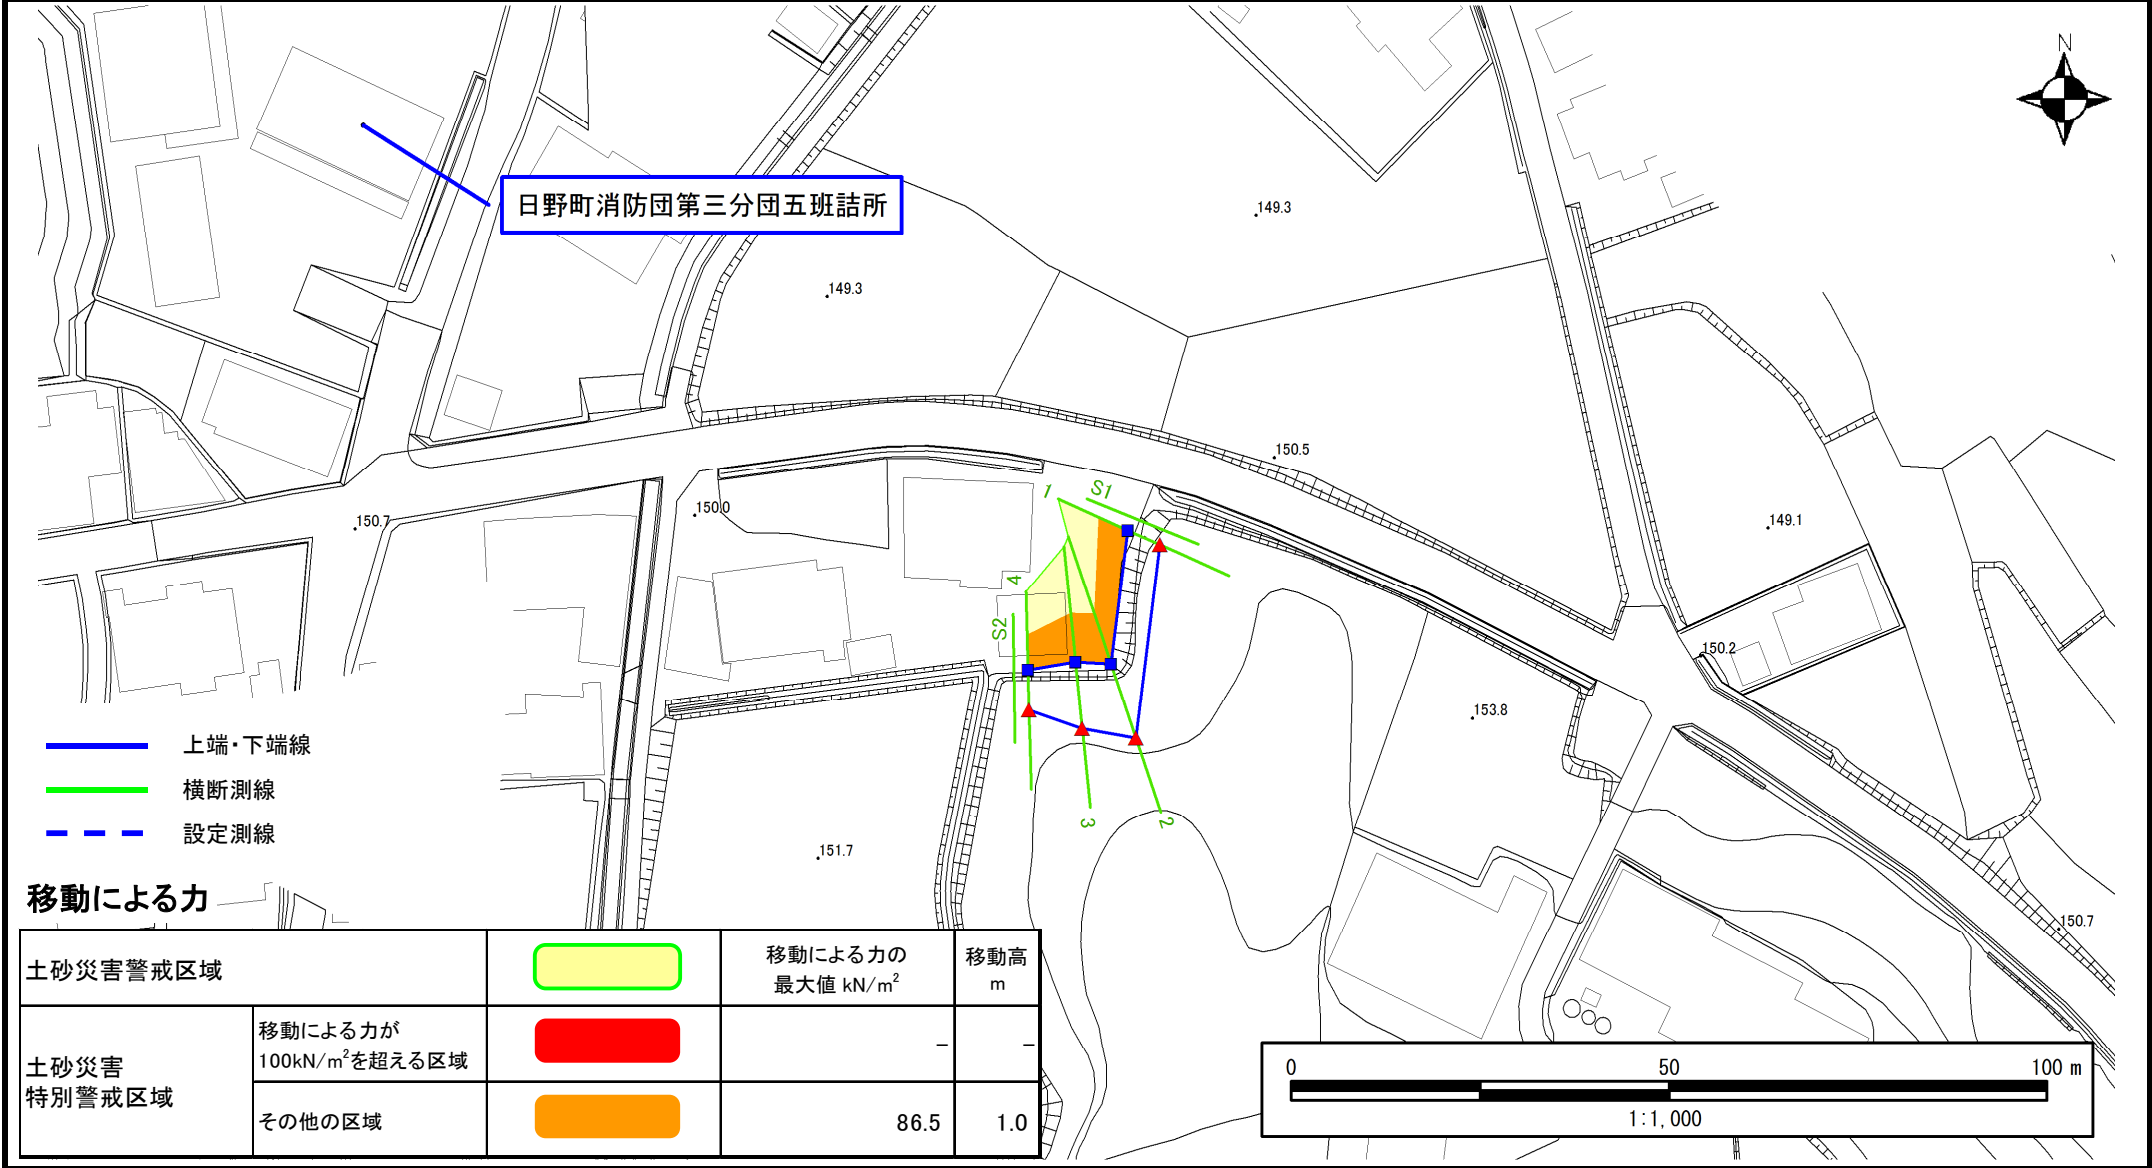 N
日野町消防団第三分団五班詰所
149.3
149.3
150.5
150.7
150.0
149.1
1
S1
4
S2
150.2
153.8
3
2
151.7
150.7
上端・下端線
横断測線
設定測線
移動による力
土砂災害警戒区域
移動による力の
最大値 kN/m²
移動高
m
土砂災害
特別警戒区域
移動による力が
100kN/m²を超える区域
－
－
その他の区域
86.5
1.0
0 50 100 m
1:1,000